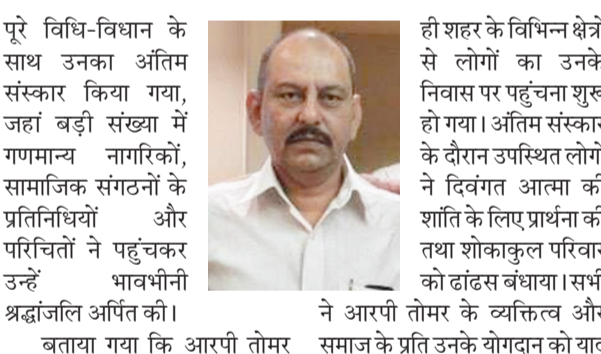 पूरे विधि-विधान के
साथ उनका अंतिम
संस्कार किया गया,
जहां बड़ी संख्या में
गणमान्य नागरिकों,
सामाजिक संगठनों के
प्रतिनिधियों और
परिचितों ने पहुंचकर
उन्हें भावभीनी
श्रद्धांजलि अर्पित की।
बताया गया कि आरपी तोमर
ही शहर के विभिन्न क्षेत्रों
से लोगों का उनके
निवास पर पहुंचना शुरू
हो गया। अंतिम संस्कार
के दौरान उपस्थित लोगों
ने दिवंगत आत्मा की
शांति के लिए प्रार्थना की
तथा शोकाकुल परिवार
को ढांढस बंधाया। सभी
ने आरपी तोमर के व्यक्तित्व और
समाज के प्रति उनके योगदान को याद